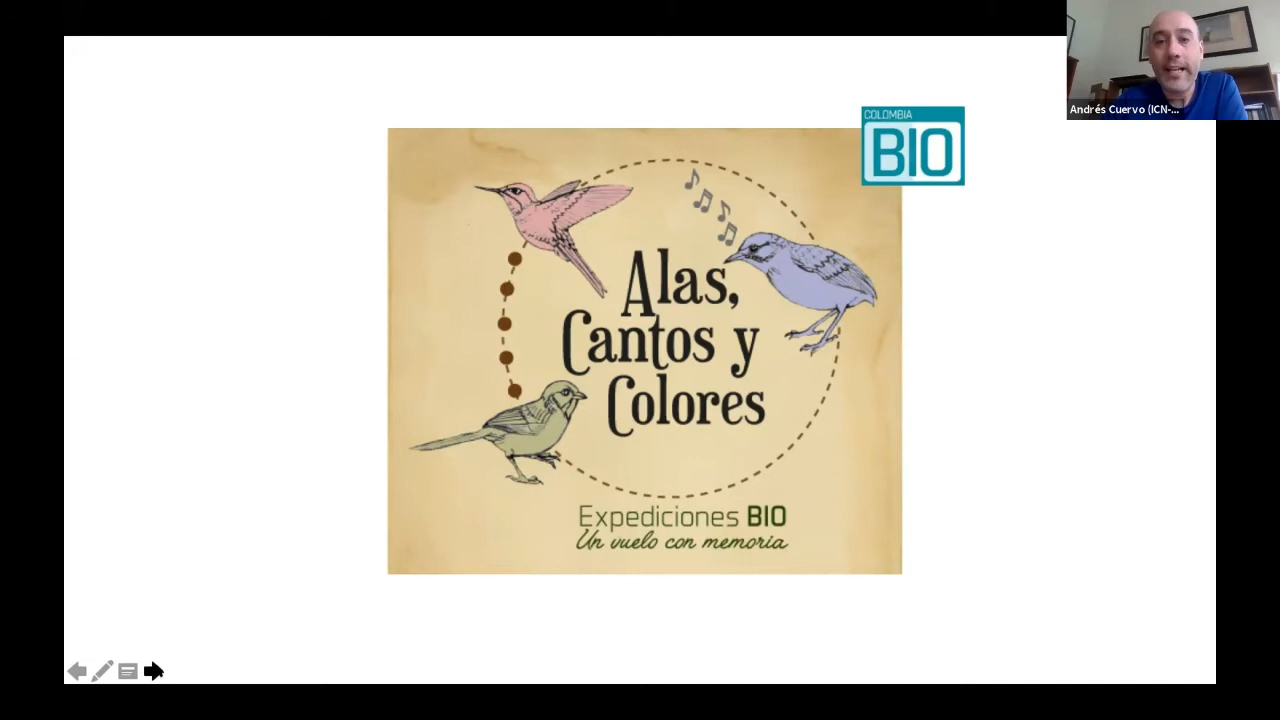 COLOMBIA
BIO
Andrés Cuervo (ICN-...
Alas,
Cantos y
Colores
Expediciones BIO
Un vuelo con memoria